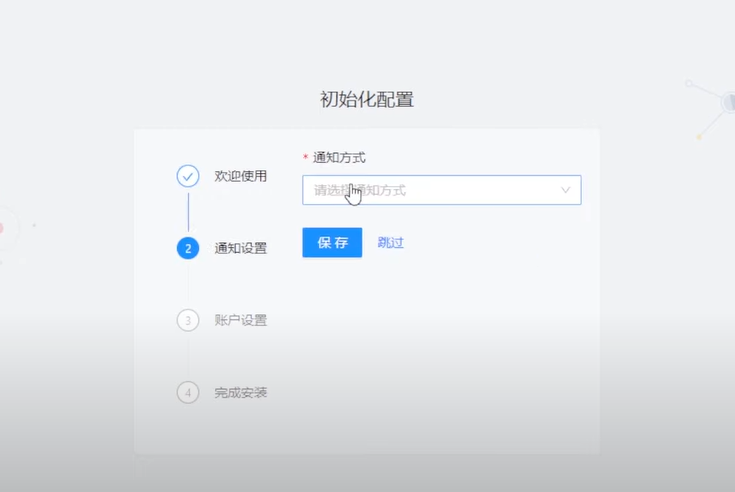 初始化配置
欢迎使用
* 通知方式
请选择通知方式
2 通知设置
保 存 跳过
3 账户设置
4 完成安装